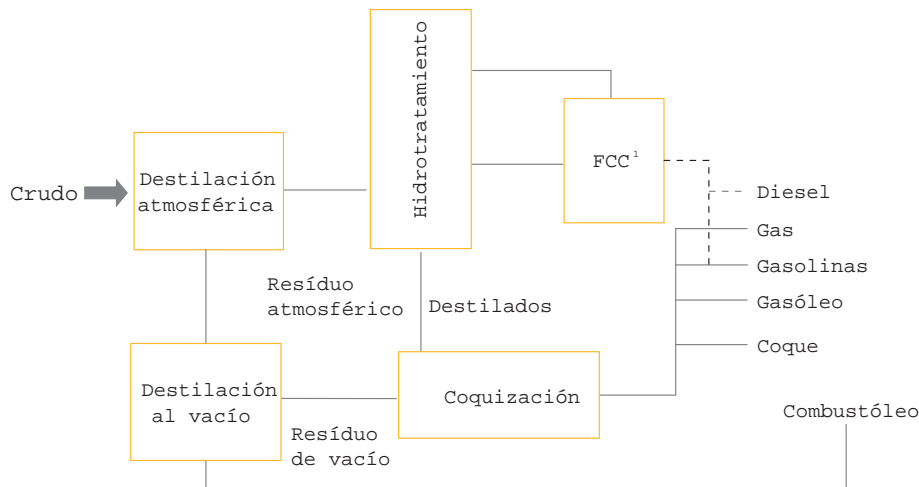 Hidrotratamiento
FCC¹
Crudo
Destilación
atmosférica
Diesel
Gas
Gasolinas
Gasóleo
Coque
Resíduo
atmosférico
Destilados
Destilación
al vacío
Coquización
Resíduo
de vacío
Combustóleo